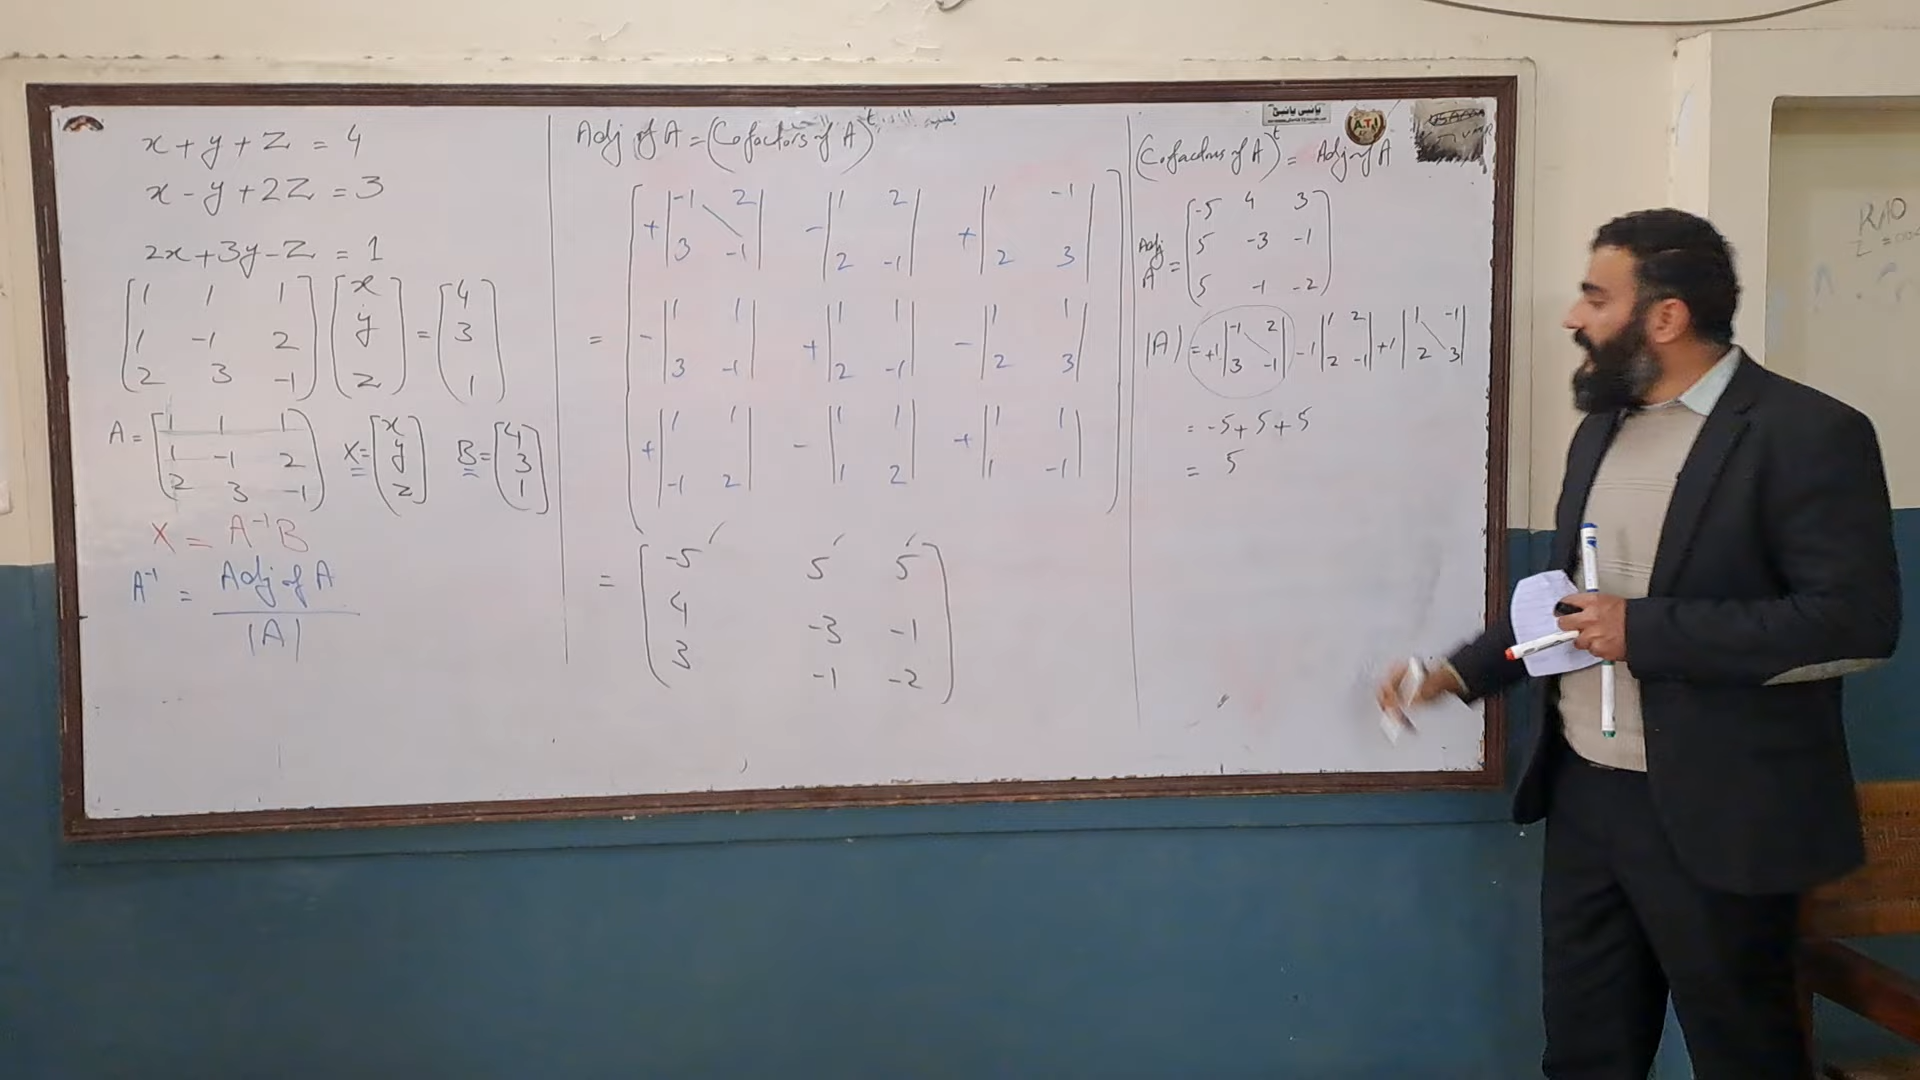 x + y + z = 4
x - y + 2z = 3
2x + 3y - z = 1
[1 1 1] [x] = [4]
[1 -1 2] [y] [3]
[2 3 -1] [z] [1]
A = [1 1 1] X = [x] B = [4]
[1 -1 2] [y] [3]
[2 3 -1] [z] [1]
X = A⁻¹B
A⁻¹ = Adj of A
|A|
Adj of A = (Cofactors of A)ᵗ
+|-1 2| -|1 2| +|1 -1|
|3 -1| |2 -1| |2 3|
= -|1 1| +|1 1| -|1 1|
|3 -1| |2 -1| |2 3|
+|1 1| -|1 1| +|1 1|
|-1 2| |1 2| |1 -1|
= [-5 5 5]
[4 -3 -1]
[3 -1 -2]
(Cofactors of A)ᵗ = Adj of A
Adj A = [-5 4 3]
[5 -3 -1]
[5 -1 -2]
|A| = +1|-1 2| -1|1 2| +1|1 -1|
|3 -1| |2 -1| |2 3|
= -5+5+5
= 5
A.T.
RAO